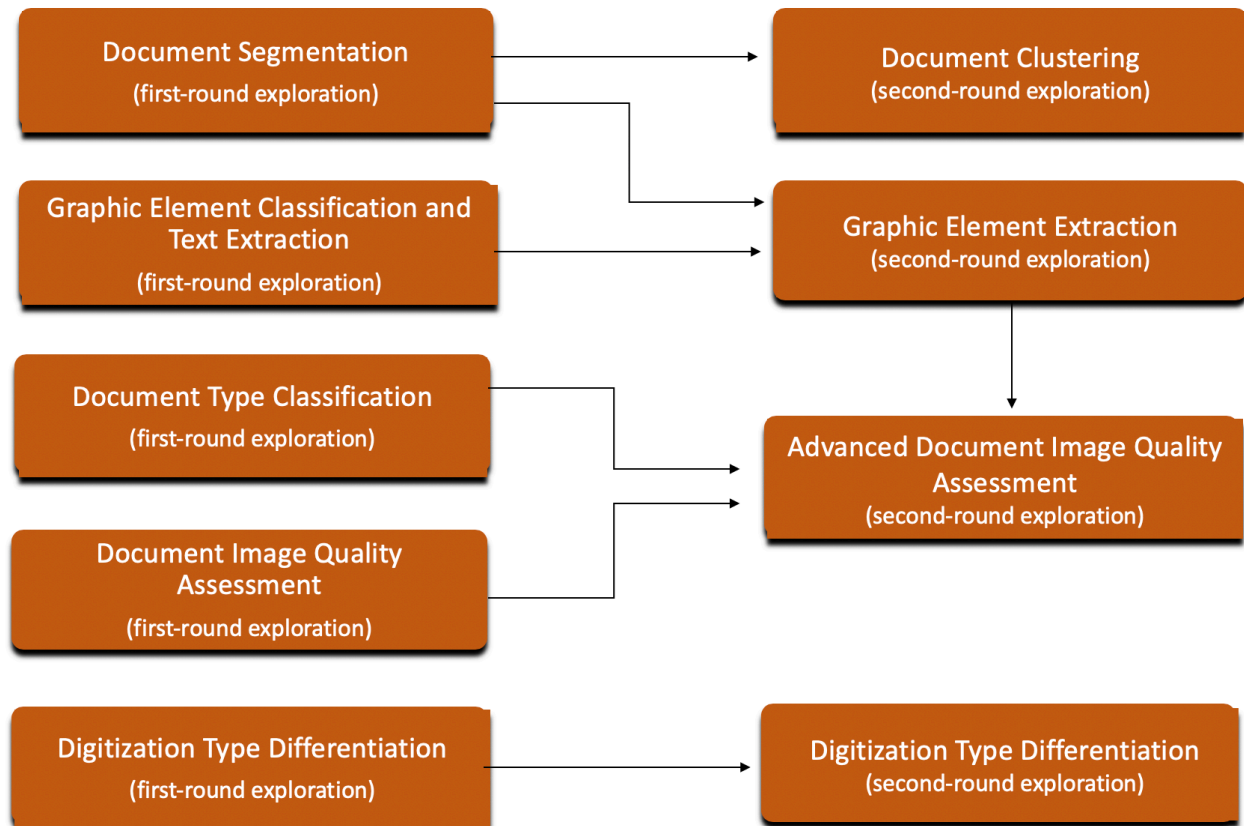 Document Segmentation
(first-round exploration)
Document Clustering
(second-round exploration)
Graphic Element Classification and
Text Extraction
(first-round exploration)
Graphic Element Extraction
(second-round exploration)
Document Type Classification
(first-round exploration)
Advanced Document Image Quality
Assessment
(second-round exploration)
Document Image Quality
Assessment
(first-round exploration)
Digitization Type Differentiation
(first-round exploration)
Digitization Type Differentiation
(second-round exploration)